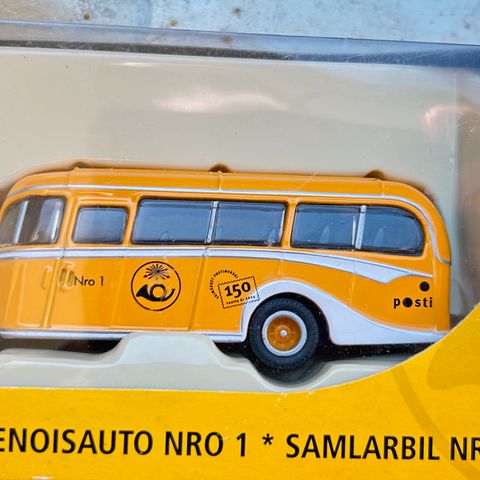 Nro 1
150
posti
ENOISAUTO NRO 1 * SAMLARBIL NR